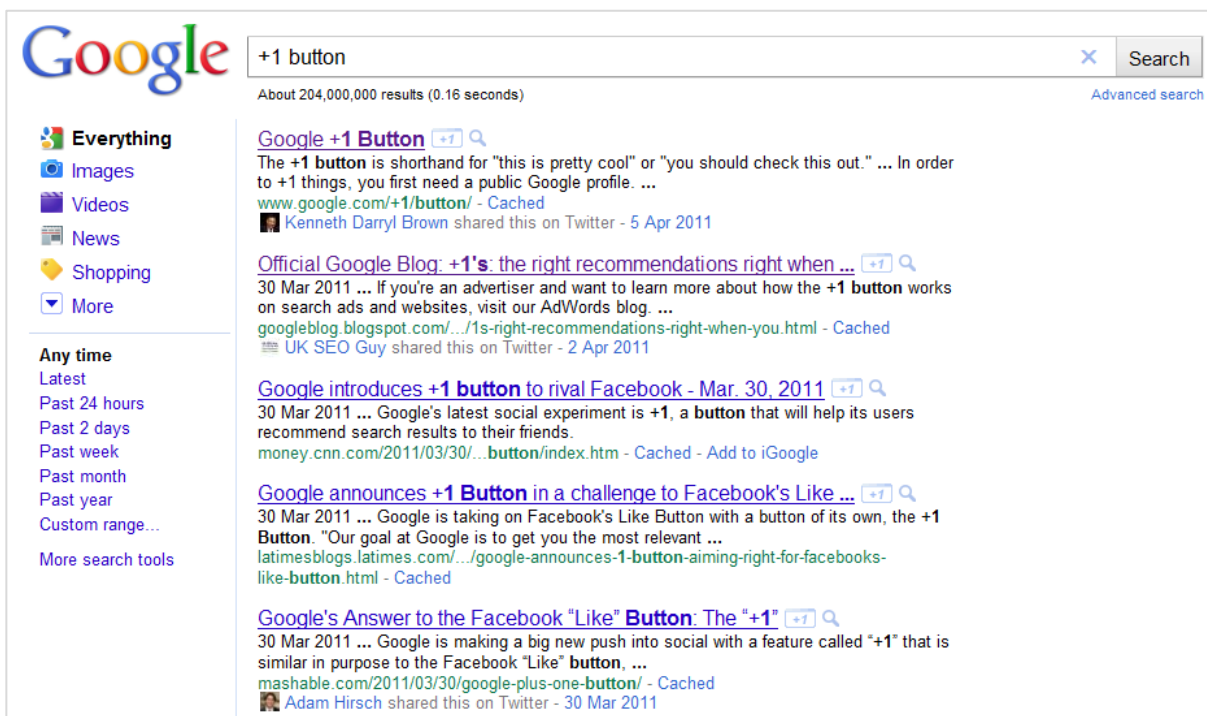 Google
+1 button
Search
About 204,000,000 results (0.16 seconds)
Advanced search
Everything
Images
Videos
News
Shopping
More
Any time
Latest
Past 24 hours
Past 2 days
Past week
Past month
Past year
Custom range...
More search tools
Google +1 Button +1
The +1 button is shorthand for "this is pretty cool" or "you should check this out." ... In order
to +1 things, you first need a public Google profile. ...
www.google.com/+1/button/ - Cached
Kenneth Darryl Brown shared this on Twitter - 5 Apr 2011
Official Google Blog: +1's: the right recommendations right when ... +1
30 Mar 2011 ... If you're an advertiser and want to learn more about how the +1 button works
on search ads and websites, visit our AdWords blog. ...
googleblog.blogspot.com/.../1s-right-recommendations-right-when-you.html - Cached
UK SEO Guy shared this on Twitter - 2 Apr 2011
Google introduces +1 button to rival Facebook - Mar. 30, 2011 +1
30 Mar 2011 ... Google's latest social experiment is +1, a button that will help its users
recommend search results to their friends.
money.cnn.com/2011/03/30/...button/index.htm - Cached - Add to iGoogle
Google announces +1 Button in a challenge to Facebook's Like ... +1
30 Mar 2011 ... Google is taking on Facebook's Like Button with a button of its own, the +1
Button. "Our goal at Google is to get you the most relevant ...
latimesblogs.latimes.com/.../google-announces-1-button-aiming-right-for-facebooks-
like-button.html - Cached
Google's Answer to the Facebook “Like” Button: The “+1” +1
30 Mar 2011 ... Google is making a big new push into social with a feature called “+1” that is
similar in purpose to the Facebook “Like” button, ...
mashable.com/2011/03/30/google-plus-one-button/ - Cached
Adam Hirsch shared this on Twitter - 30 Mar 2011